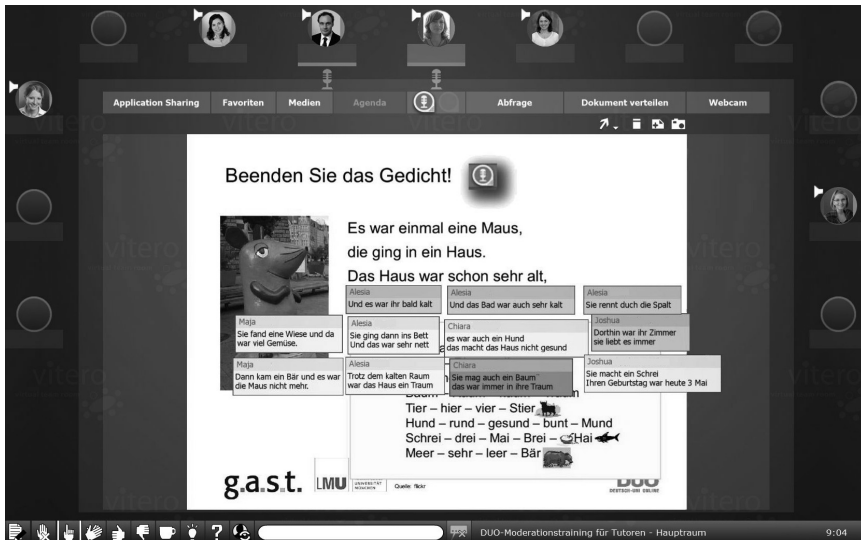 Application Sharing Favoriten Medien Agenda Abfrage Dokument verteilen Webcam
vitero
vitero
Beenden Sie das Gedicht!
Es war einmal eine Maus,
die ging in ein Haus.
Das Haus war schon sehr alt,
Alesia
Und es war ihr bald kalt
Alesia
Und das Bad war auch sehr kalt
Alesia
Sie rennt duch die Spalt
Maja
Sie fand eine Wiese und da
war viel Gemüse.
Alesia
Sie ging dann ins Bett
Und das war sehr nett
Chiara
es war auch ein Hund
das macht das Haus nicht gesund
Joshua
Dorthin war ihr Zimmer
sie liebt es immer
Maja
Dann kam ein Bär und es war
die Maus nicht mehr.
Alesia
Trotz dem kalten Raum
war das Haus ein Traum
Chiara
Sie mag auch ein Baum
das war immer in ihre Traum
Joshua
Sie macht ein Schrei
Ihren Geburtstag war heute 3 Mai
Tier – hier – vier – Stier
Hund – rund – gesund – bunt – Mund
Schrei – drei – Mai – Brei – Hai
Meer – sehr – leer – Bär
g.a.s.t. LMU UNIVERSITÄT MÜNCHEN Quelle: flickr DUO
DEUTSCH-UNI ONLINE
DUO-Moderationstraining für Tutoren - Hauptraum 9:04